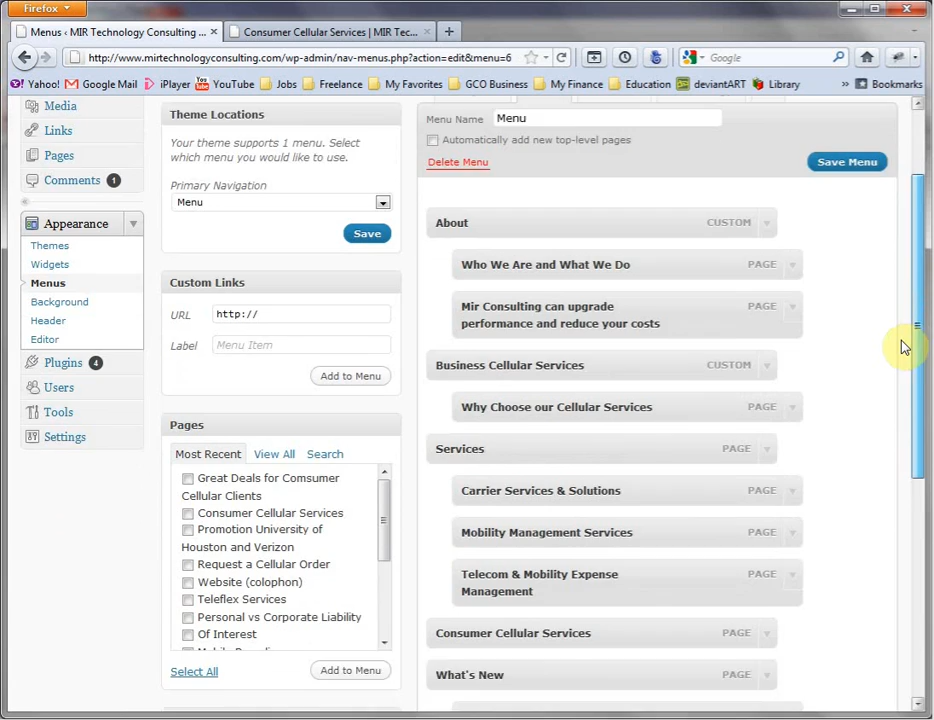 Firefox
Menus ‹ MIR Technology Consulting ...
Consumer Cellular Services | MIR Tec...
http://www.mirtechnologyconsulting.com/wp-admin/nav-menus.php?action=edit&menu=6
Google
Yahoo!
Google Mail
iPlayer
YouTube
Jobs
Freelance
My Favorites
GCO Business
My Finance
Education
deviantART
Library
»
Bookmarks
Media
Links
Pages
Comments 1
Appearance
Themes
Widgets
Menus
Background
Header
Editor
Plugins 4
Users
Tools
Settings
Theme Locations
Your theme supports 1 menu. Select
which menu you would like to use.
Primary Navigation
Menu
Save
Custom Links
URL http://
Label Menu Item
Add to Menu
Pages
Most Recent View All Search
Great Deals for Comsumer
Cellular Clients
Consumer Cellular Services
Promotion University of
Houston and Verizon
Request a Cellular Order
Website (colophon)
Teleflex Services
Personal vs Corporate Liability
Of Interest
Select All
Add to Menu
Menu Name Menu
Automatically add new top-level pages
Delete Menu
Save Menu
About CUSTOM
Who We Are and What We Do PAGE
Mir Consulting can upgrade PAGE
performance and reduce your costs
Business Cellular Services CUSTOM
Why Choose our Cellular Services PAGE
Services PAGE
Carrier Services & Solutions PAGE
Mobility Management Services PAGE
Telecom & Mobility Expense PAGE
Management
Consumer Cellular Services PAGE
What's New PAGE